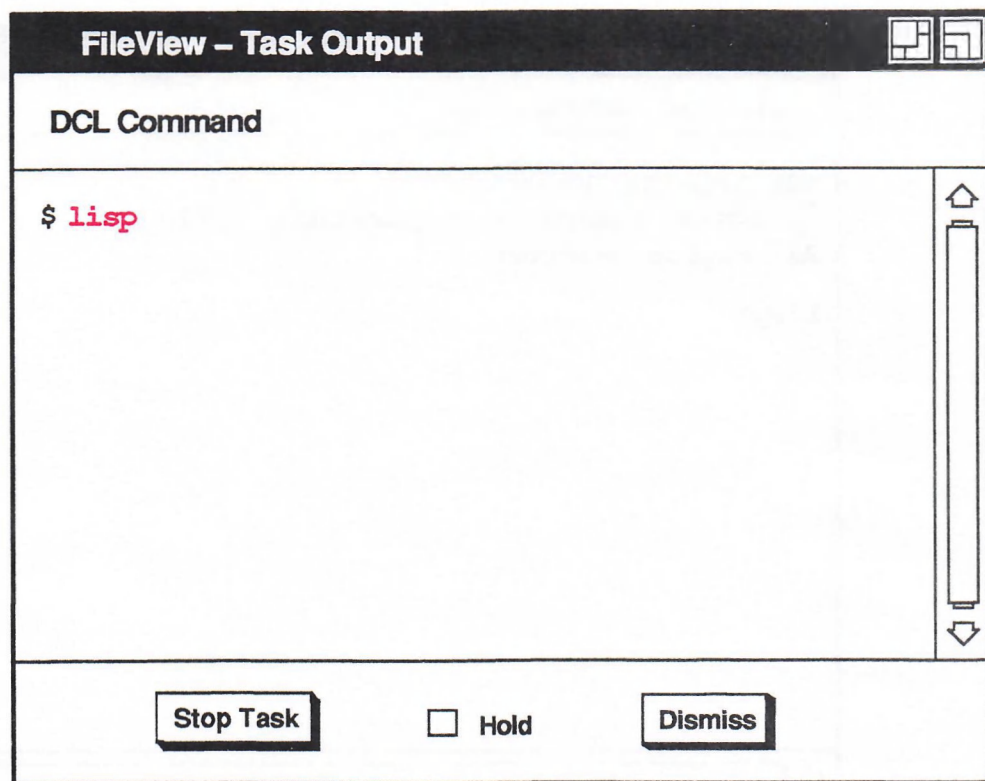 FileView – Task Output
DCL Command
$ lisp
Stop Task
Hold
Dismiss